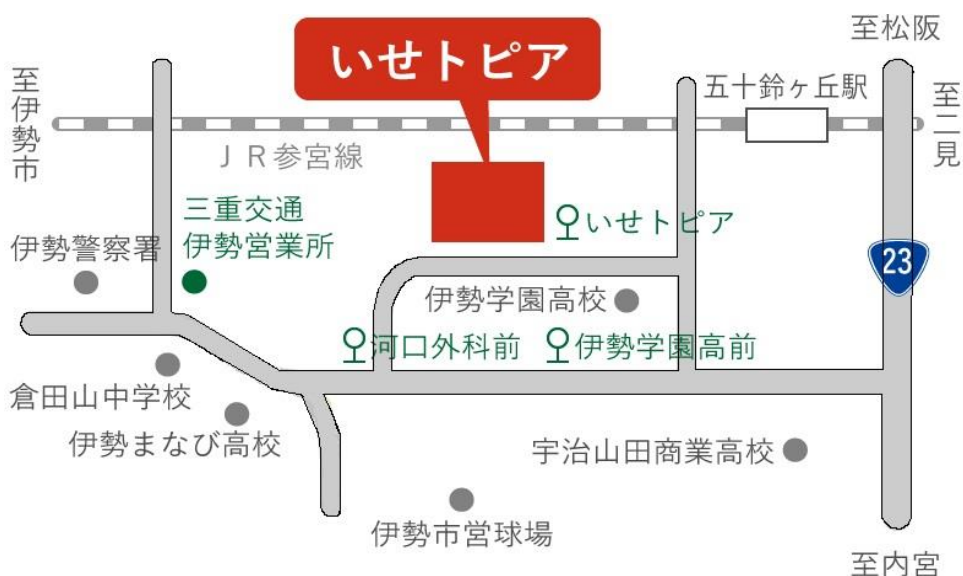 いせトピア
至松阪
至伊勢市
五十鈴ヶ丘駅
至二見
ＪＲ参宮線
三重交通
伊勢営業所
いせトピア
伊勢警察署
23
伊勢学園高校
河口外科前
伊勢学園高前
倉田山中学校
伊勢まなび高校
宇治山田商業高校
伊勢市営球場
至内宮